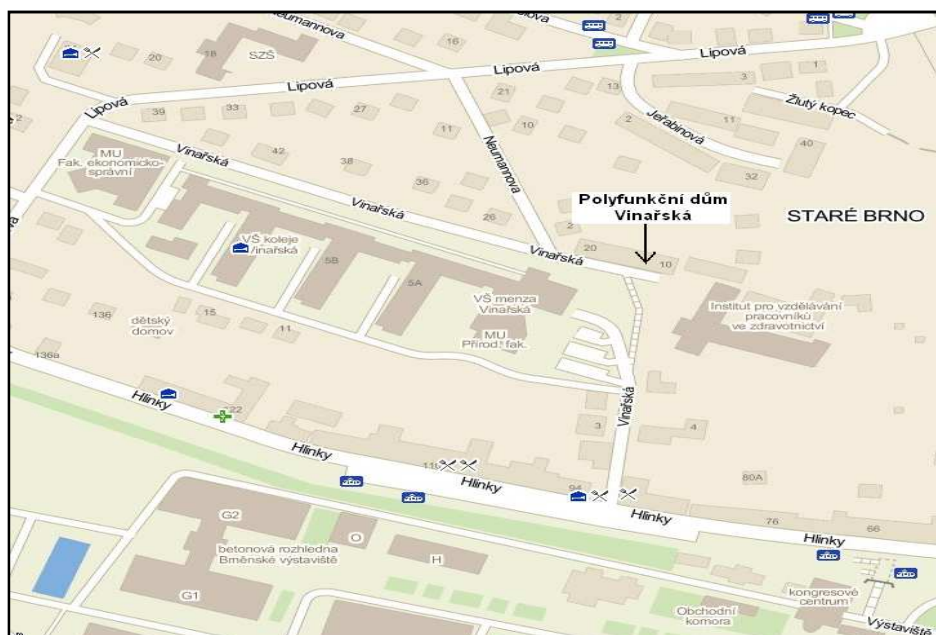 Neumannova
2
16
20
18
SZŠ
Lipová
Lipová
Lipová
Lipová
39
33
27
21
13
3
1
Žlutý kopec
11
10
2
11
Jeřabinová
40
32
MU
Fak. ekonomicko-
správní
Vinařská
42
38
36
Neumannova
Polyfunkční dům
Vinařská
STARÉ BRNO
Vinařská
26
2
20
Vinařská
10
VŠ koleje
Vinařská
5B
5A
VŠ menza
Vinařská
MU
Přírod. fak.
Institut pro vzdělávání
pracovníků
ve zdravotnictví
136
dětský
domov
15
11
136a
Vinařská
Hlinky
122
3
4
Hlinky
Hlinky
94
80A
Hlinky
76
66
Hlinky
G2
O
betonová rozhledna
Brněnské výstaviště
H
G1
kongresové
centrum
Obchodní
komora
Výstaviště